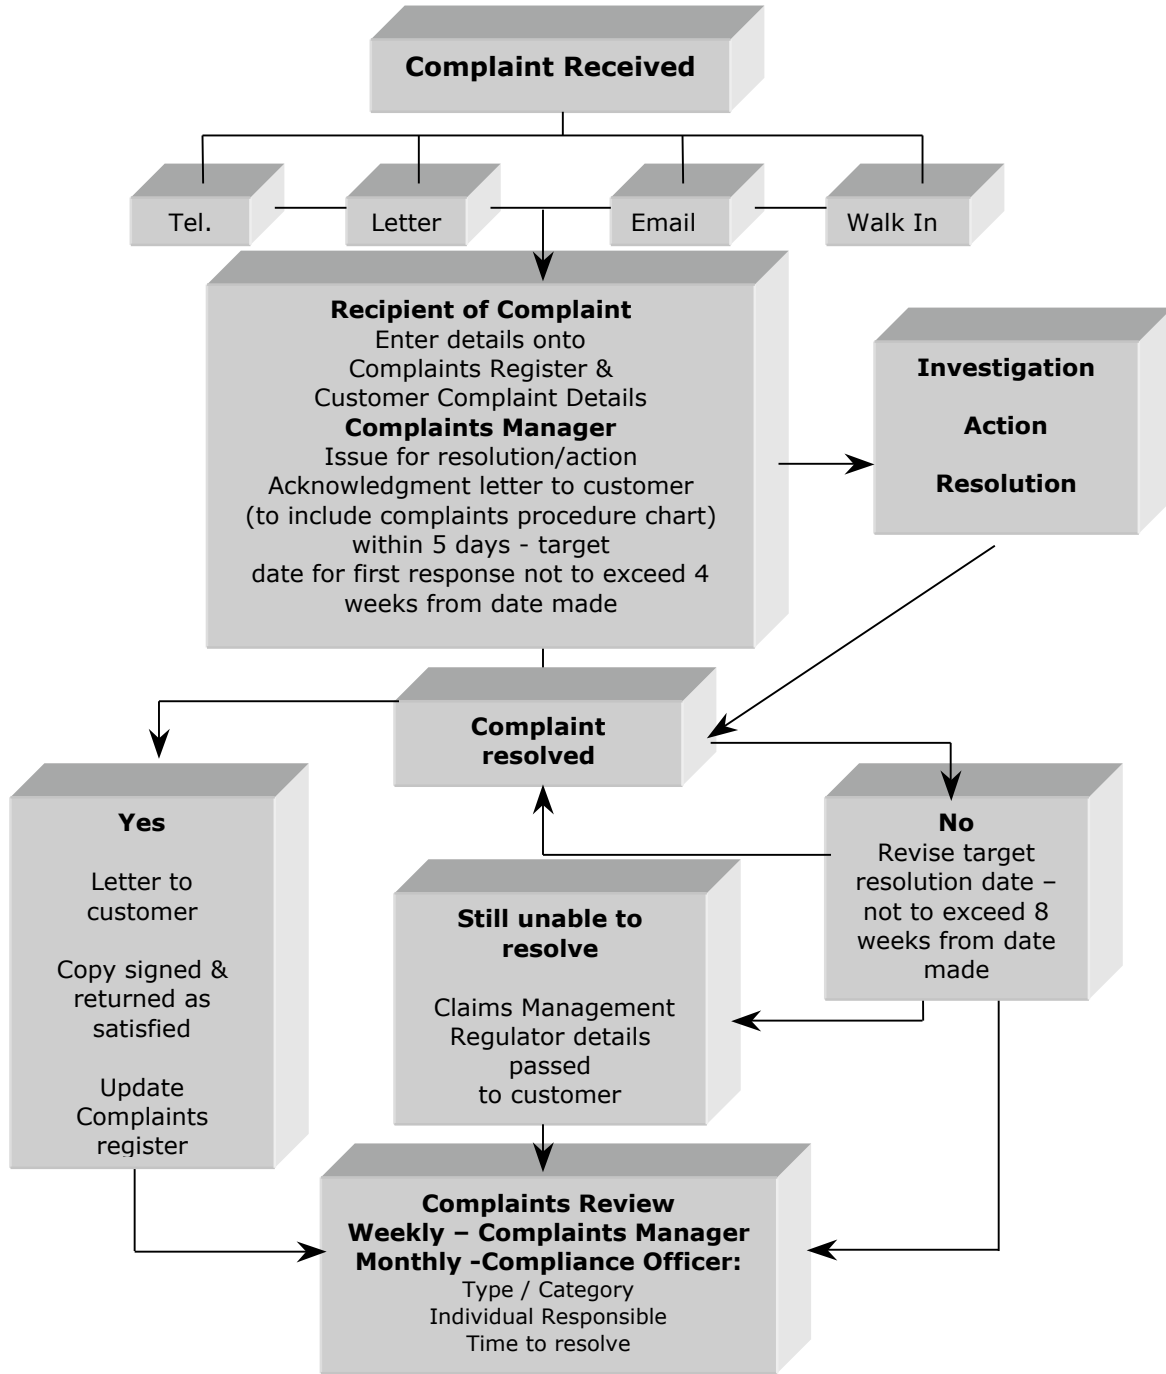 Complaint Received
Tel.
Letter
Email
Walk In
Recipient of Complaint
Enter details onto
Complaints Register &
Customer Complaint Details
Complaints Manager
Issue for resolution/action
Acknowledgment letter to customer
(to include complaints procedure chart)
within 5 days - target
date for first response not to exceed 4
weeks from date made
Investigation
Action
Resolution
Complaint
resolved
Yes
Letter to
customer
Copy signed &
returned as
satisfied
Update
Complaints
register
No
Revise target
resolution date –
not to exceed 8
weeks from date
made
Still unable to
resolve
Claims Management
Regulator details
passed
to customer
Complaints Review
Weekly – Complaints Manager
Monthly -Compliance Officer:
Type / Category
Individual Responsible
Time to resolve